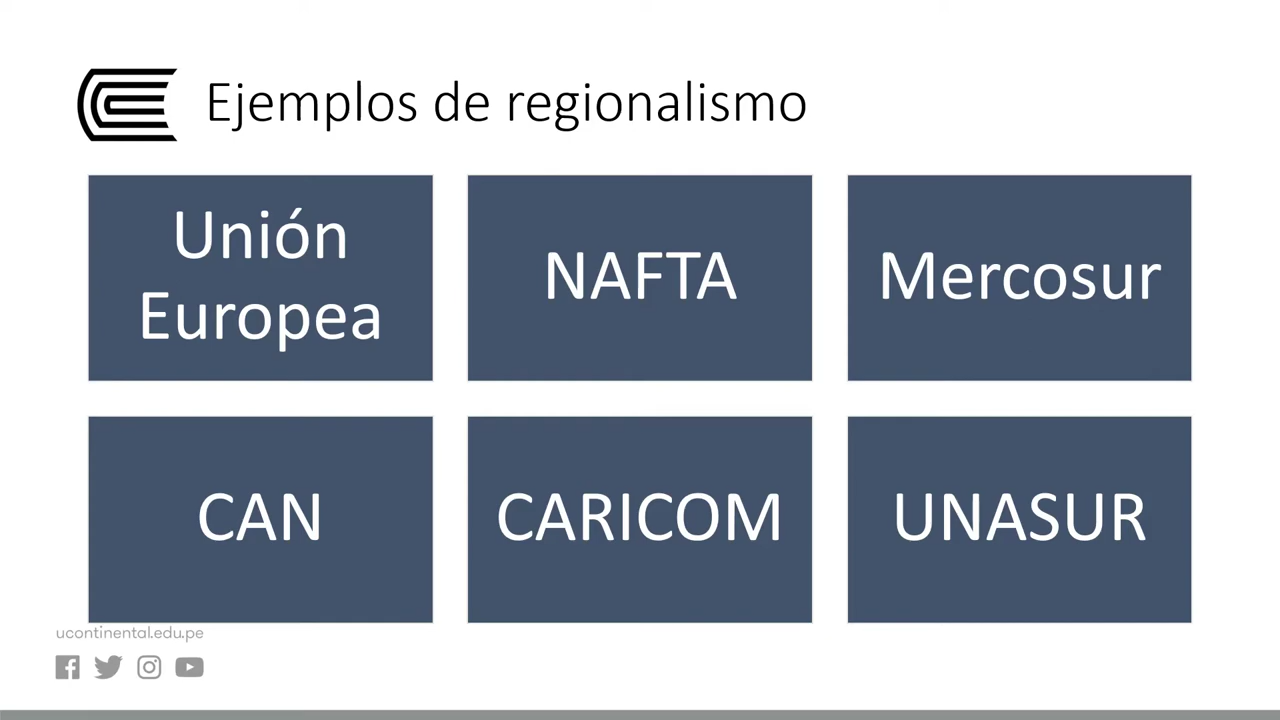 Ejemplos de regionalismo
Unión
Europea
NAFTA
Mercosur
CAN
CARICOM
UNASUR
ucontinental.edu.pe